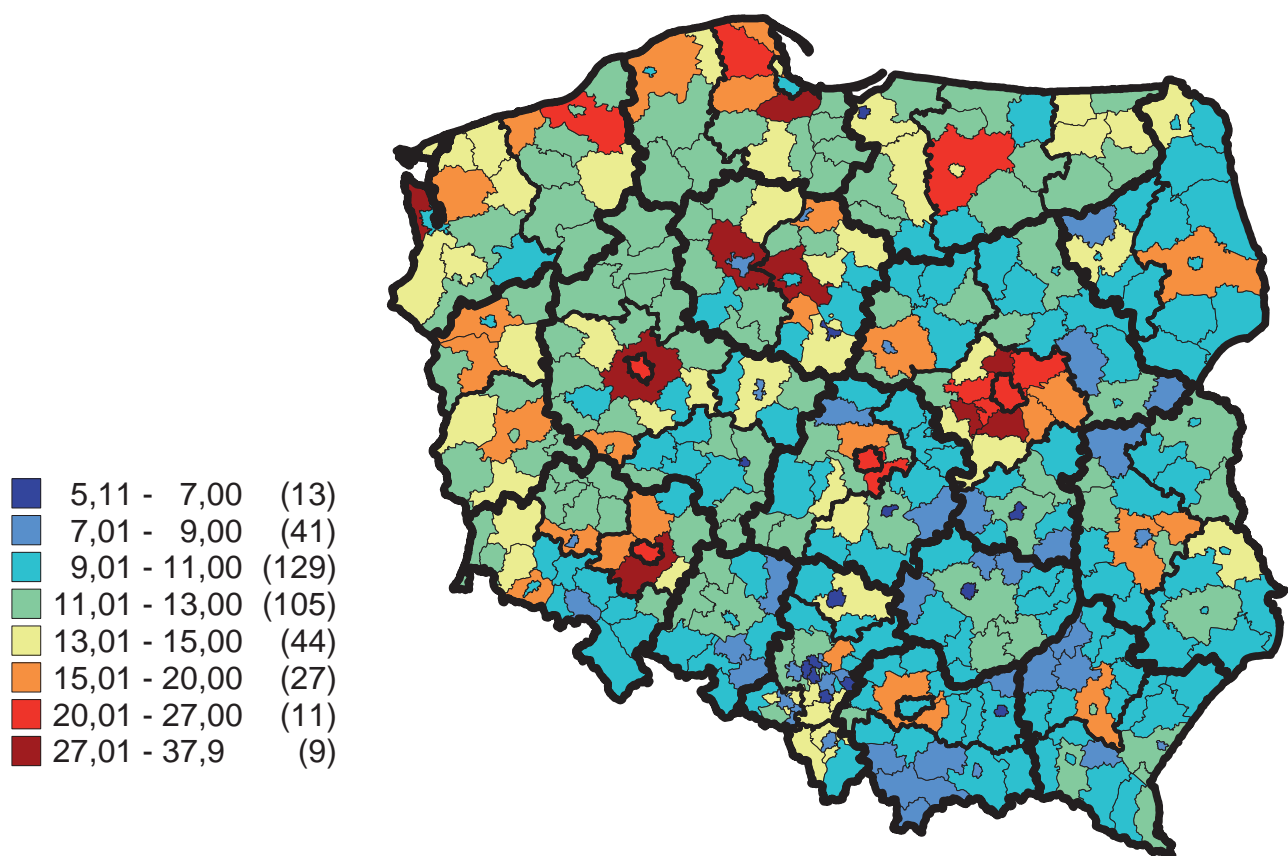 5,11 - 7,00 (13)
7,01 - 9,00 (41)
9,01 - 11,00 (129)
11,01 - 13,00 (105)
13,01 - 15,00 (44)
15,01 - 20,00 (27)
20,01 - 27,00 (11)
27,01 - 37,9 (9)